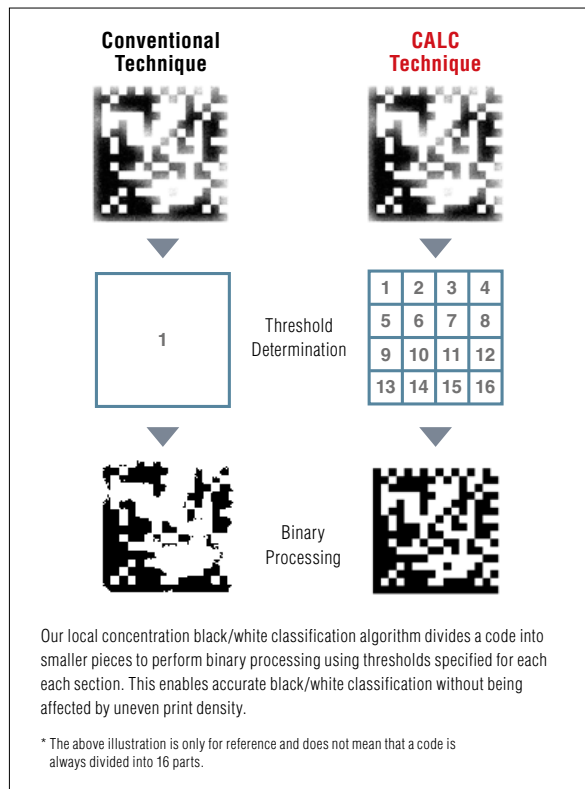 Conventional
Technique
CALC
Technique
1
Threshold
Determination
1 2 3 4
5 6 7 8
9 10 11 12
13 14 15 16
Binary
Processing
Our local concentration black/white classification algorithm divides a code into
smaller pieces to perform binary processing using thresholds specified for each
each section. This enables accurate black/white classification without being
affected by uneven print density.
* The above illustration is only for reference and does not mean that a code is
always divided into 16 parts.